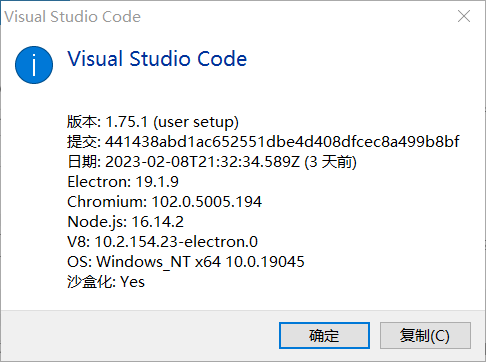 Visual Studio Code
Visual Studio Code
版本: 1.75.1 (user setup)
提交: 441438abd1ac652551dbe4d408dfcec8a499b8bf
日期: 2023-02-08T21:32:34.589Z (3 天前)
Electron: 19.1.9
Chromium: 102.0.5005.194
Node.js: 16.14.2
V8: 10.2.154.23-electron.0
OS: Windows_NT x64 10.0.19045
沙盒化: Yes
确定
复制(C)